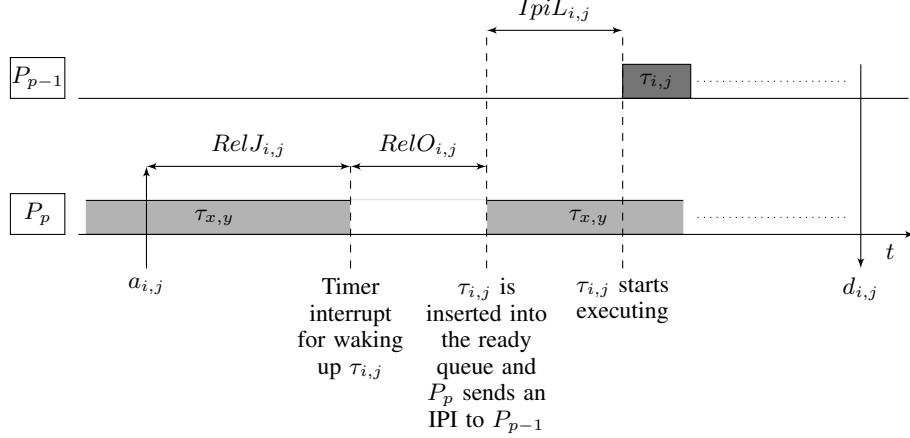 IpiL_{i,j}
P_{p-1}
τ_{i,j}
RelJ_{i,j}
RelO_{i,j}
P_p
τ_{x,y}
τ_{x,y}
t
a_{i,j}
d_{i,j}
Timer
interrupt
for waking
up τ_{i,j}
τ_{i,j} is
inserted into
the ready
queue and
P_p sends an
IPI to P_{p-1}
τ_{i,j} starts
executing